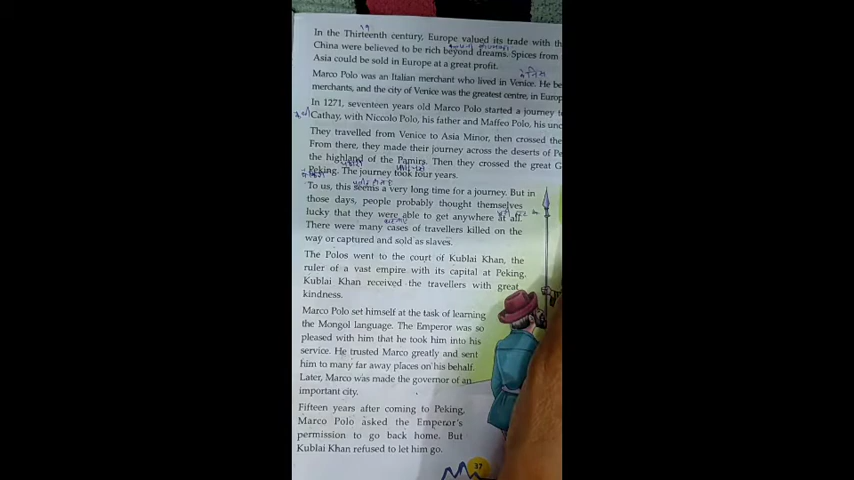 In the Thirteenth century, Europe valued its trade with th
China were believed to be rich beyond dreams. Spices from
Asia could be sold in Europe at a great profit.
Marco Polo was an Italian merchant who lived in Venice. He be
merchants, and the city of Venice was the greatest centre, in Europ
In 1271, seventeen years old Marco Polo started a journey t
Cathay, with Niccolo Polo, his father and Maffeo Polo, his unc
They travelled from Venice to Asia Minor, then crossed the
From there, they made their journey across the deserts of Pe
the highland of the Pamirs. Then they crossed the great G
Peking. The journey took four years.
To us, this seems a very long time for a journey. But in
those days, people probably thought themselves
lucky that they were able to get anywhere at all.
There were many cases of travellers killed on the
way or captured and sold as slaves.
The Polos went to the court of Kublai Khan, the
ruler of a vast empire with its capital at Peking.
Kublai Khan received the travellers with great
kindness.
Marco Polo set himself at the task of learning
the Mongol language. The Emperor was so
pleased with him that he took him into his
service. He trusted Marco greatly and sent
him to many far away places on his behalf.
Later, Marco was made the governor of an
important city.
Fifteen years after coming to Peking,
Marco Polo asked the Emperor's
permission to go back home. But
Kublai Khan refused to let him go.
37